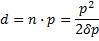 d = n · p = p² / 2δp